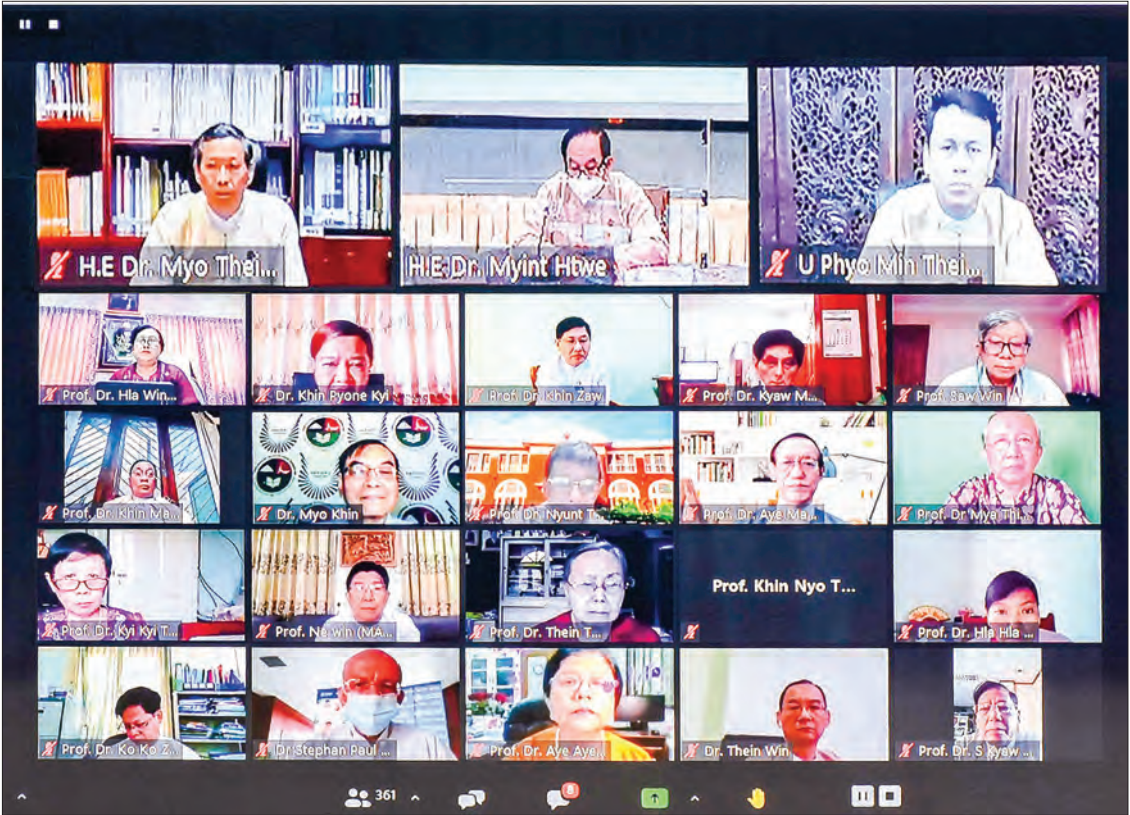 H.E Dr. Myo Thei...
H.E Dr. Myint Htwe
U Phyo Min Thei...
Prof. Dr. Hla Win...
Dr. Khin Pyone Kyi
Prof. Dr. Khin Zaw
Prof. Dr. Kyaw M...
Prof. Saw Win
Prof. Dr. Khin Ma...
Dr. Myo Khin
Prof. Dr. Nyunt T...
Prof. Dr. Aye Ma...
Prof. Dr Mya Thi...
Prof. Dr. Kyi Kyi T...
Prof. Ne win (MA...
Prof. Dr. Thein T...
Prof. Khin Nyo T...
Prof. Dr. Hla Hla ...
Prof. Dr. Ko Ko Z...
Dr Stephan Paul ...
Prof. Dr. Aye Aye...
Dr. Thein Win
Prof. Dr. S Kyaw ...
361
8